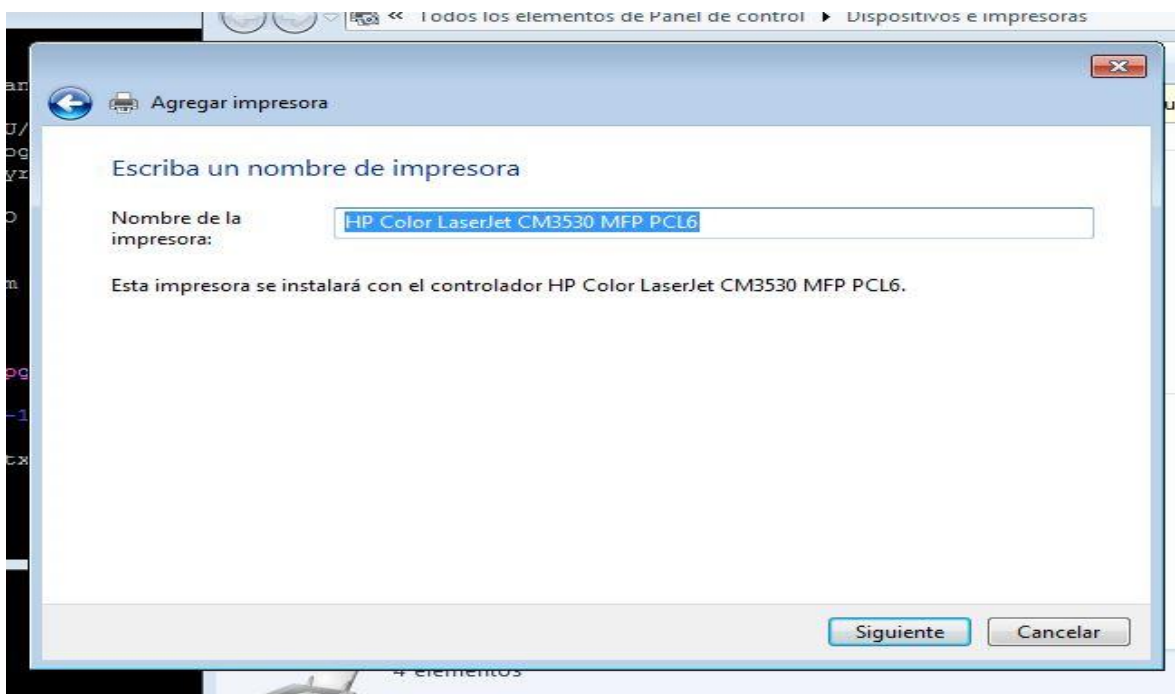 « Todos los elementos de Panel de control ▸ Dispositivos e impresoras
Agregar impresora
Escriba un nombre de impresora
Nombre de la
impresora:
HP Color LaserJet CM3530 MFP PCL6
Esta impresora se instalará con el controlador HP Color LaserJet CM3530 MFP PCL6.
Siguiente
Cancelar
4 elementos